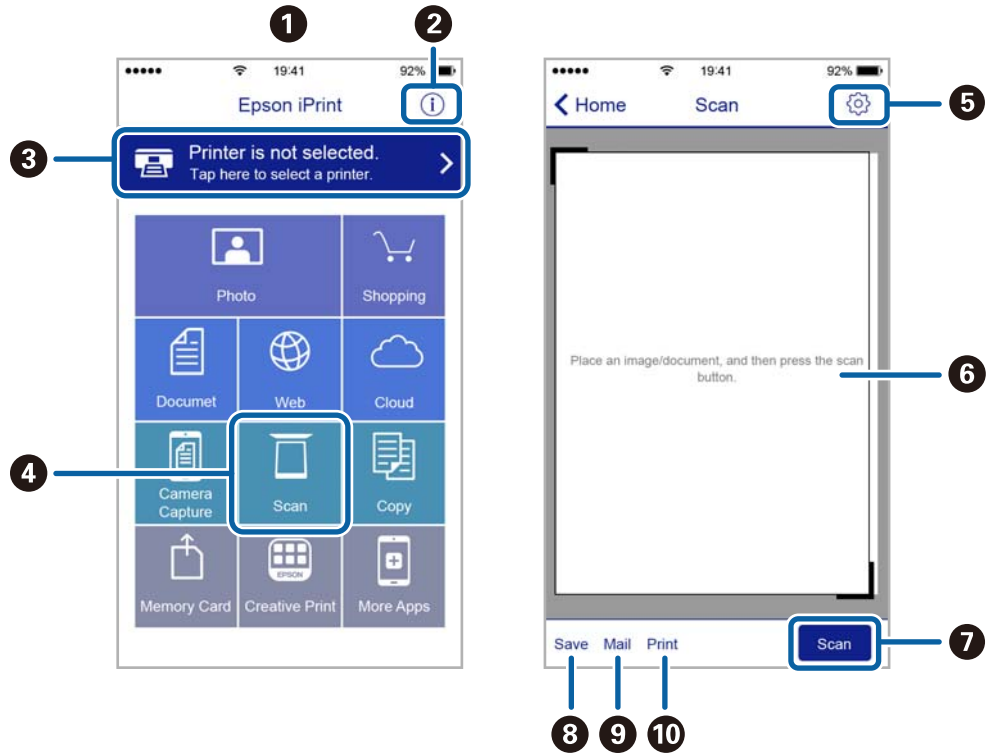 1
2
19:41
92%
Epson iPrint
i
3
Printer is not selected.
Tap here to select a printer.
Photo
Shopping
Documet
Web
Cloud
4
Camera
Capture
Scan
Copy
EPSON
Memory Card
Creative Print
More Apps
19:41
92%
Home
Scan
5
Place an image/document, and then press the scan
button.
6
Save
Mail
Print
Scan
7
8
9
10